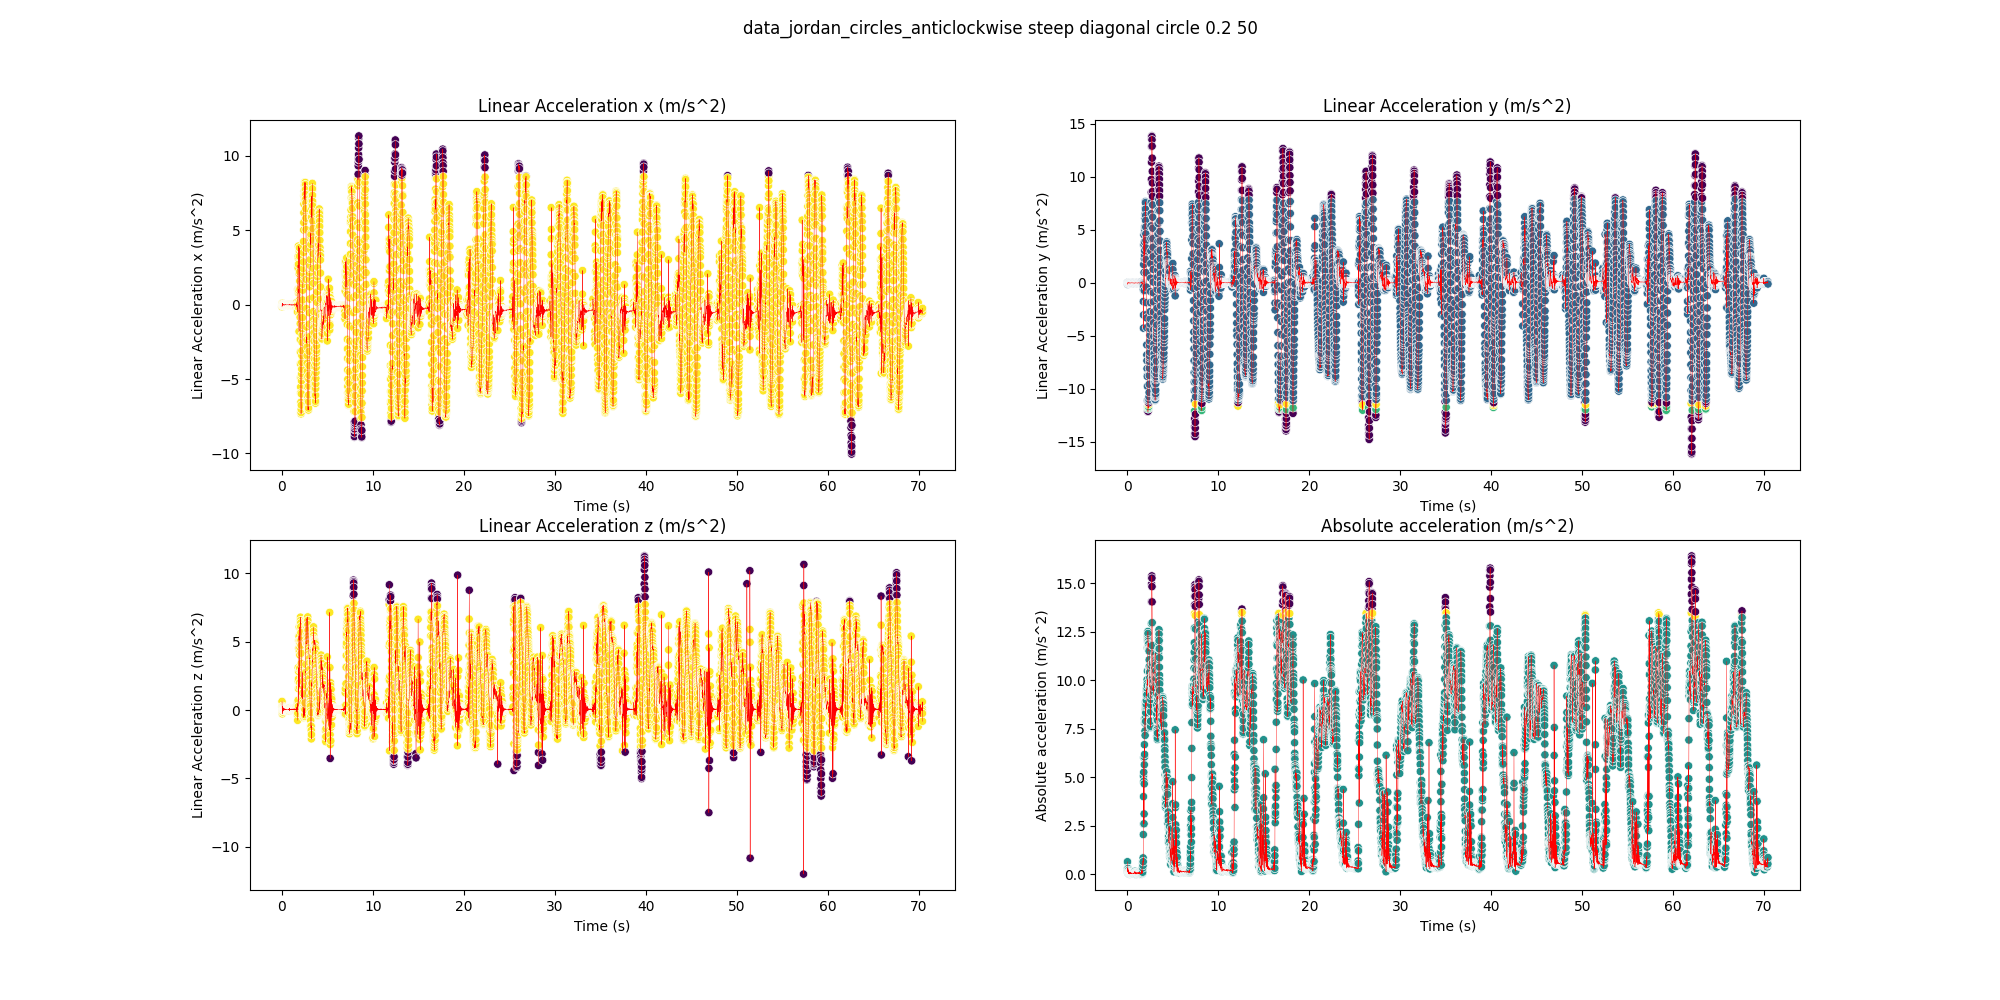 data_jordan_circles_anticlockwise steep diagonal circle 0.2 50
Linear Acceleration x (m/s^2)
Linear Acceleration x (m/s^2)
10
5
0
−5
−10
0 10 20 30 40 50 60 70
Time (s)
Linear Acceleration y (m/s^2)
Linear Acceleration y (m/s^2)
15
10
5
0
−5
−10
−15
0 10 20 30 40 50 60 70
Time (s)
Linear Acceleration z (m/s^2)
Linear Acceleration z (m/s^2)
10
5
0
−5
−10
0 10 20 30 40 50 60 70
Time (s)
Absolute acceleration (m/s^2)
Absolute acceleration (m/s^2)
15.0
12.5
10.0
7.5
5.0
2.5
0.0
0 10 20 30 40 50 60 70
Time (s)